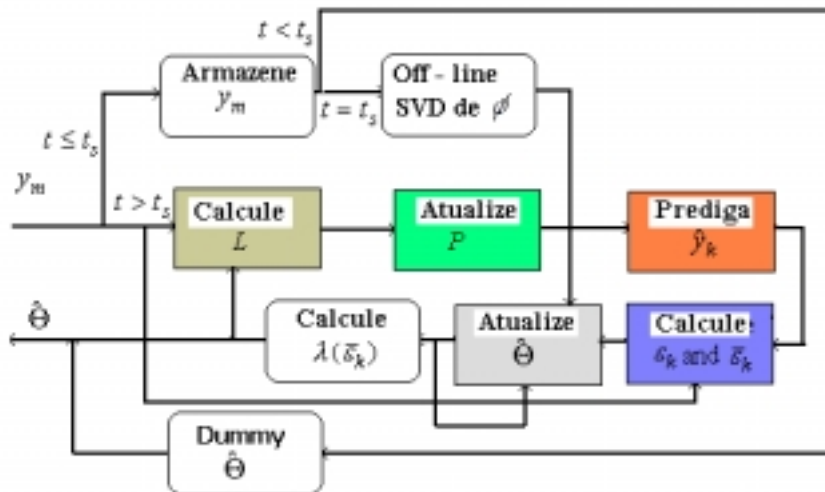 t < t_s
Armazene
y_m
t = t_s
Off - line
SVD de φ
t ≤ t_s
y_m
t > t_s
Calcule
L
Atualize
P
Prediga
ŷ_k
Θ̂
Calcule
λ(ε̄_k)
Atualize
Θ̂
Calcule
ε_k and ε̄_k
Dummy
Θ̂